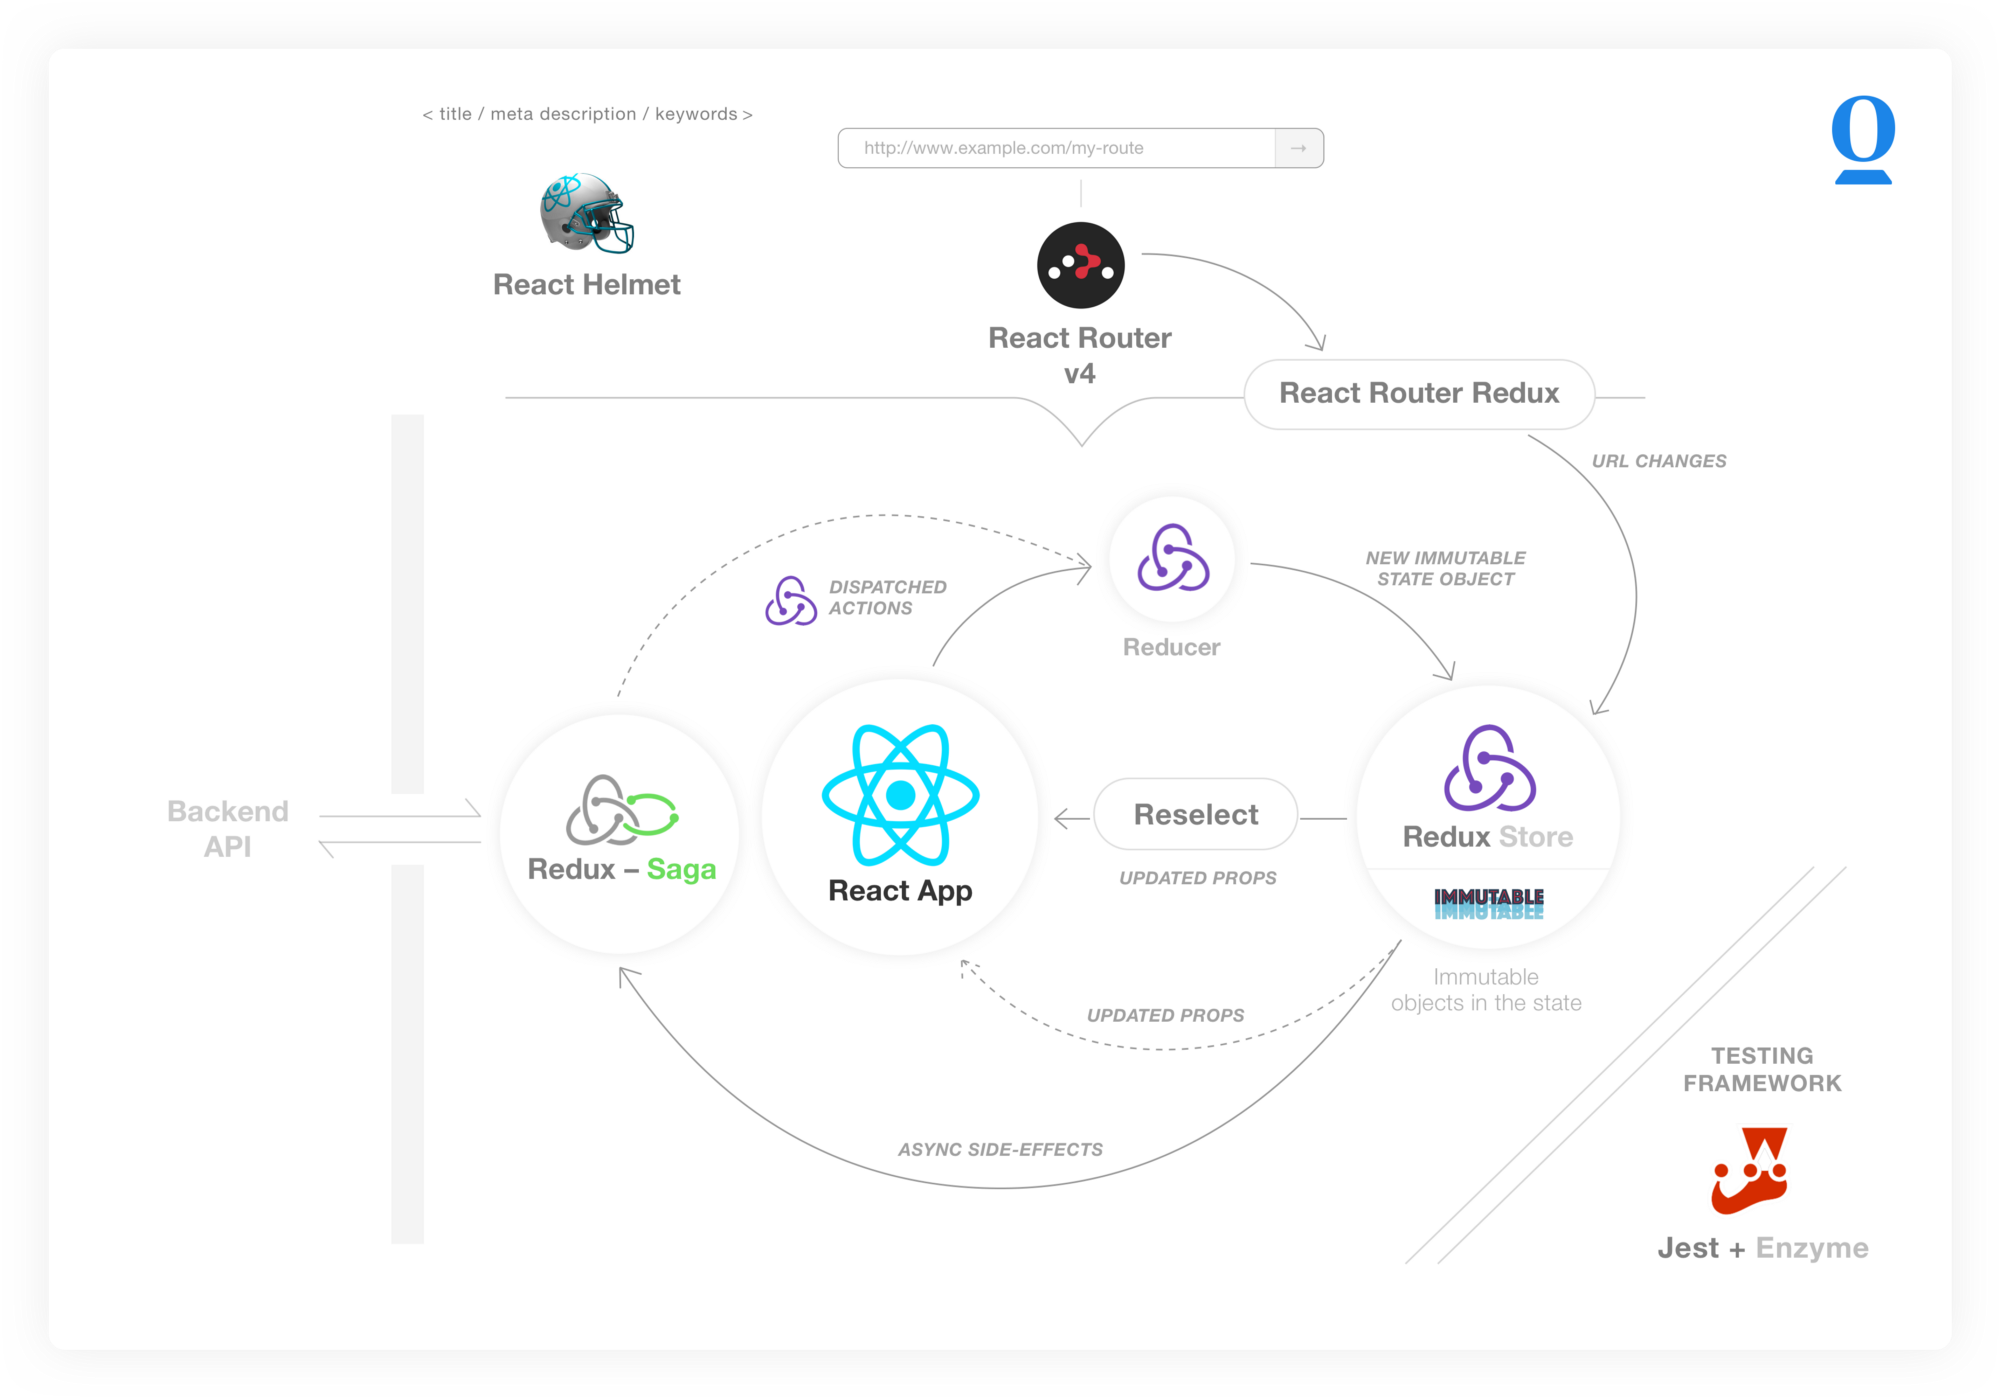 < title / meta description / keywords >
http://www.example.com/my-route
→
React Helmet
React Router
v4
React Router Redux
URL CHANGES
DISPATCHED
ACTIONS
NEW IMMUTABLE
STATE OBJECT
Reducer
Backend
API
Redux – Saga
React App
Reselect
UPDATED PROPS
Redux Store
IMMUTABLE
IMMUTABLE
Immutable
objects in the state
UPDATED PROPS
ASYNC SIDE-EFFECTS
TESTING
FRAMEWORK
Jest + Enzyme